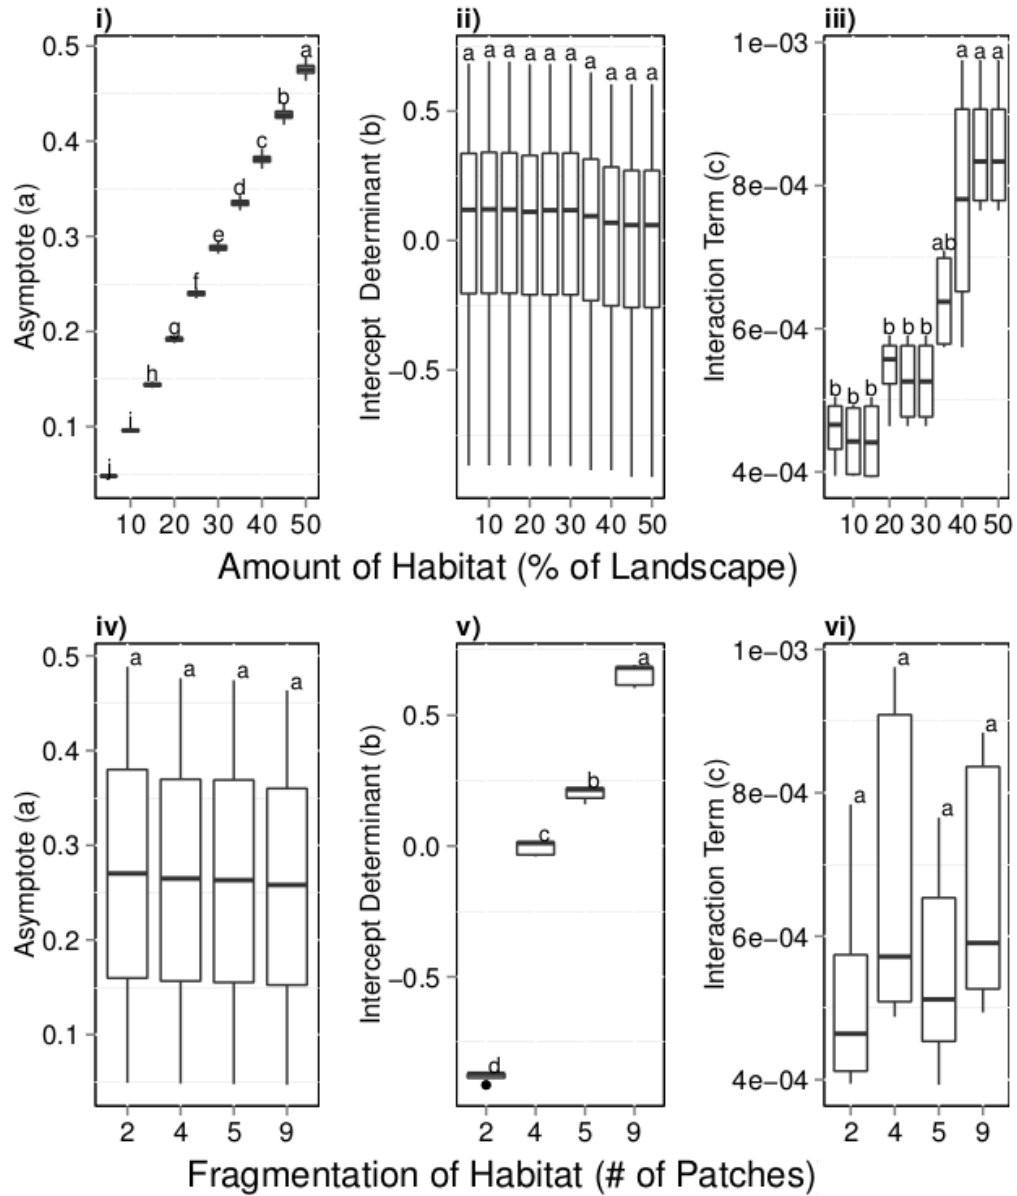 i)
Asymptote (a)
0.5
0.4
0.3
0.2
0.1
j
i
h
g
f
e
d
c
b
a
10 20 30 40 50
ii)
Intercept Determinant (b)
0.5
0.0
−0.5
a a a a a a a a a a
10 20 30 40 50
iii)
Interaction Term (c)
1e−03
8e−04
6e−04
4e−04
b b b b b b ab a a a
10 20 30 40 50
Amount of Habitat (% of Landscape)
iv)
Asymptote (a)
0.5
0.4
0.3
0.2
0.1
a a a a
2 4 5 9
v)
Intercept Determinant (b)
0.5
0.0
−0.5
d c b a
2 4 5 9
vi)
Interaction Term (c)
1e−03
8e−04
6e−04
4e−04
a a a a
2 4 5 9
Fragmentation of Habitat (# of Patches)